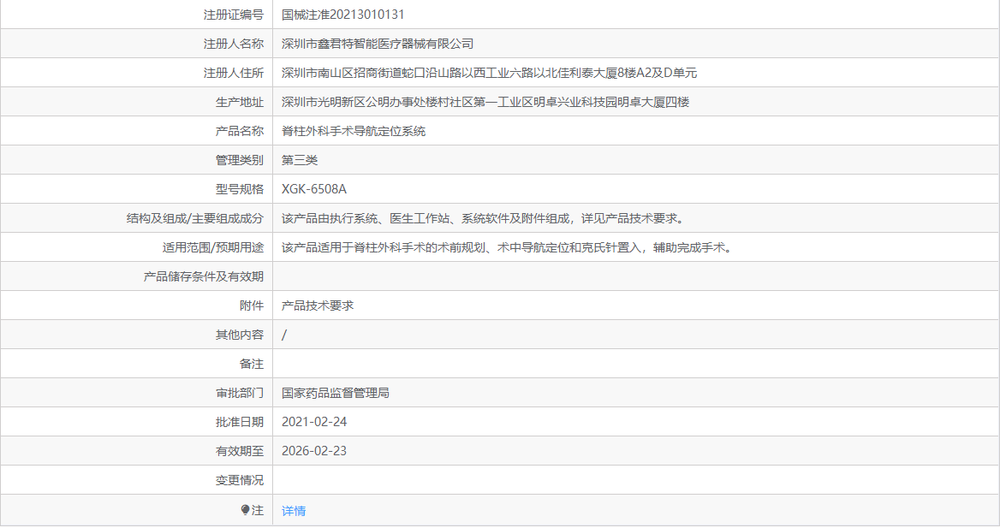 注册证编号 国械注准20213010131
注册人名称 深圳市鑫君特智能医疗器械有限公司
注册人住所 深圳市南山区招商街道蛇口沿山路以西工业六路以北佳利泰大厦8楼A2及D单元
生产地址 深圳市光明新区公明办事处楼村社区第一工业区明卓兴业科技园明卓大厦四楼
产品名称 脊柱外科手术导航定位系统
管理类别 第三类
型号规格 XGK-6508A
结构及组成/主要组成成分 该产品由执行系统、医生工作站、系统软件及附件组成，详见产品技术要求。
适用范围/预期用途 该产品适用于脊柱外科手术的术前规划、术中导航定位和克氏针置入，辅助完成手术。
产品储存条件及有效期
附件 产品技术要求
其他内容 /
备注
审批部门 国家药品监督管理局
批准日期 2021-02-24
有效期至 2026-02-23
变更情况
注 详情